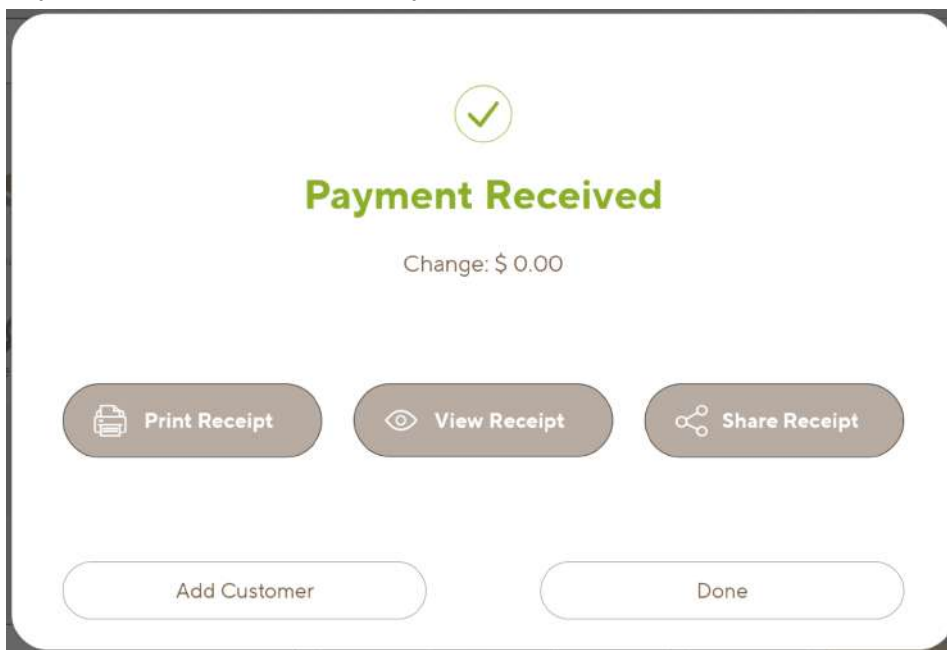 Payment Received
Change: $ 0.00
Print Receipt
View Receipt
Share Receipt
Add Customer
Done